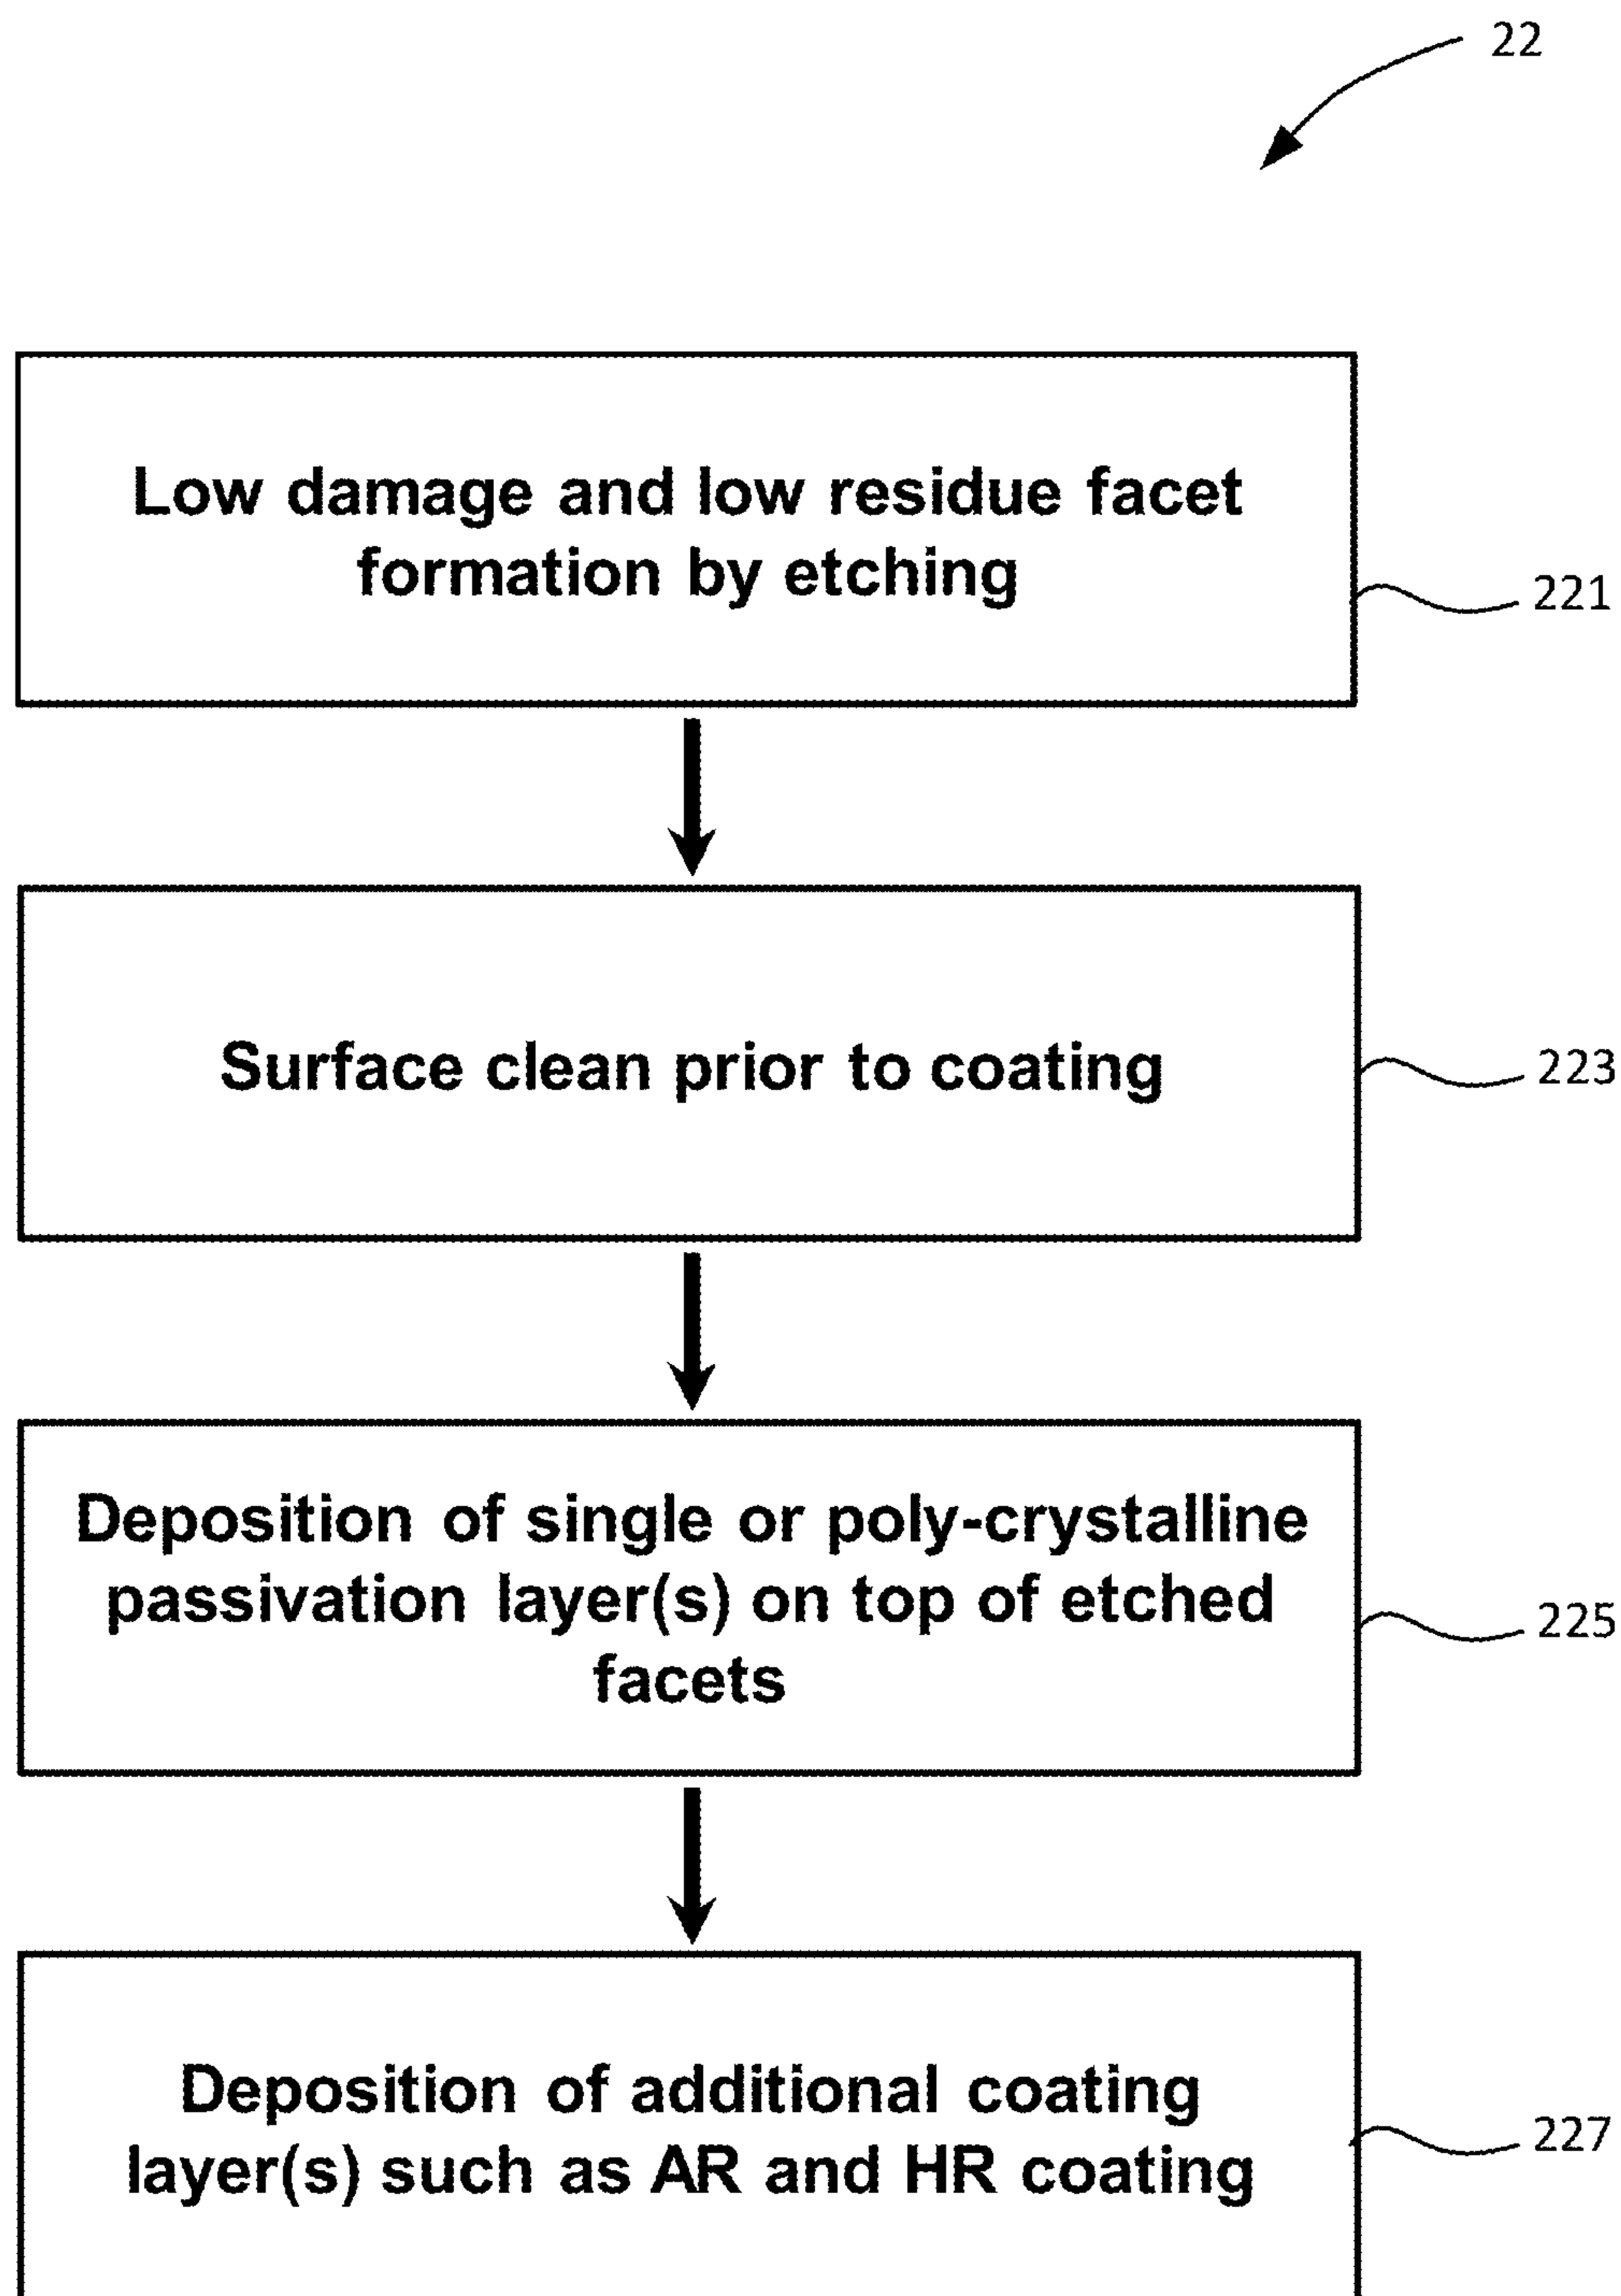 22
Low damage and low residue facet
formation by etching
221
Surface clean prior to coating
223
Deposition of single or poly-crystalline
passivation layer(s) on top of etched
facets
225
Deposition of additional coating
layer(s) such as AR and HR coating
227